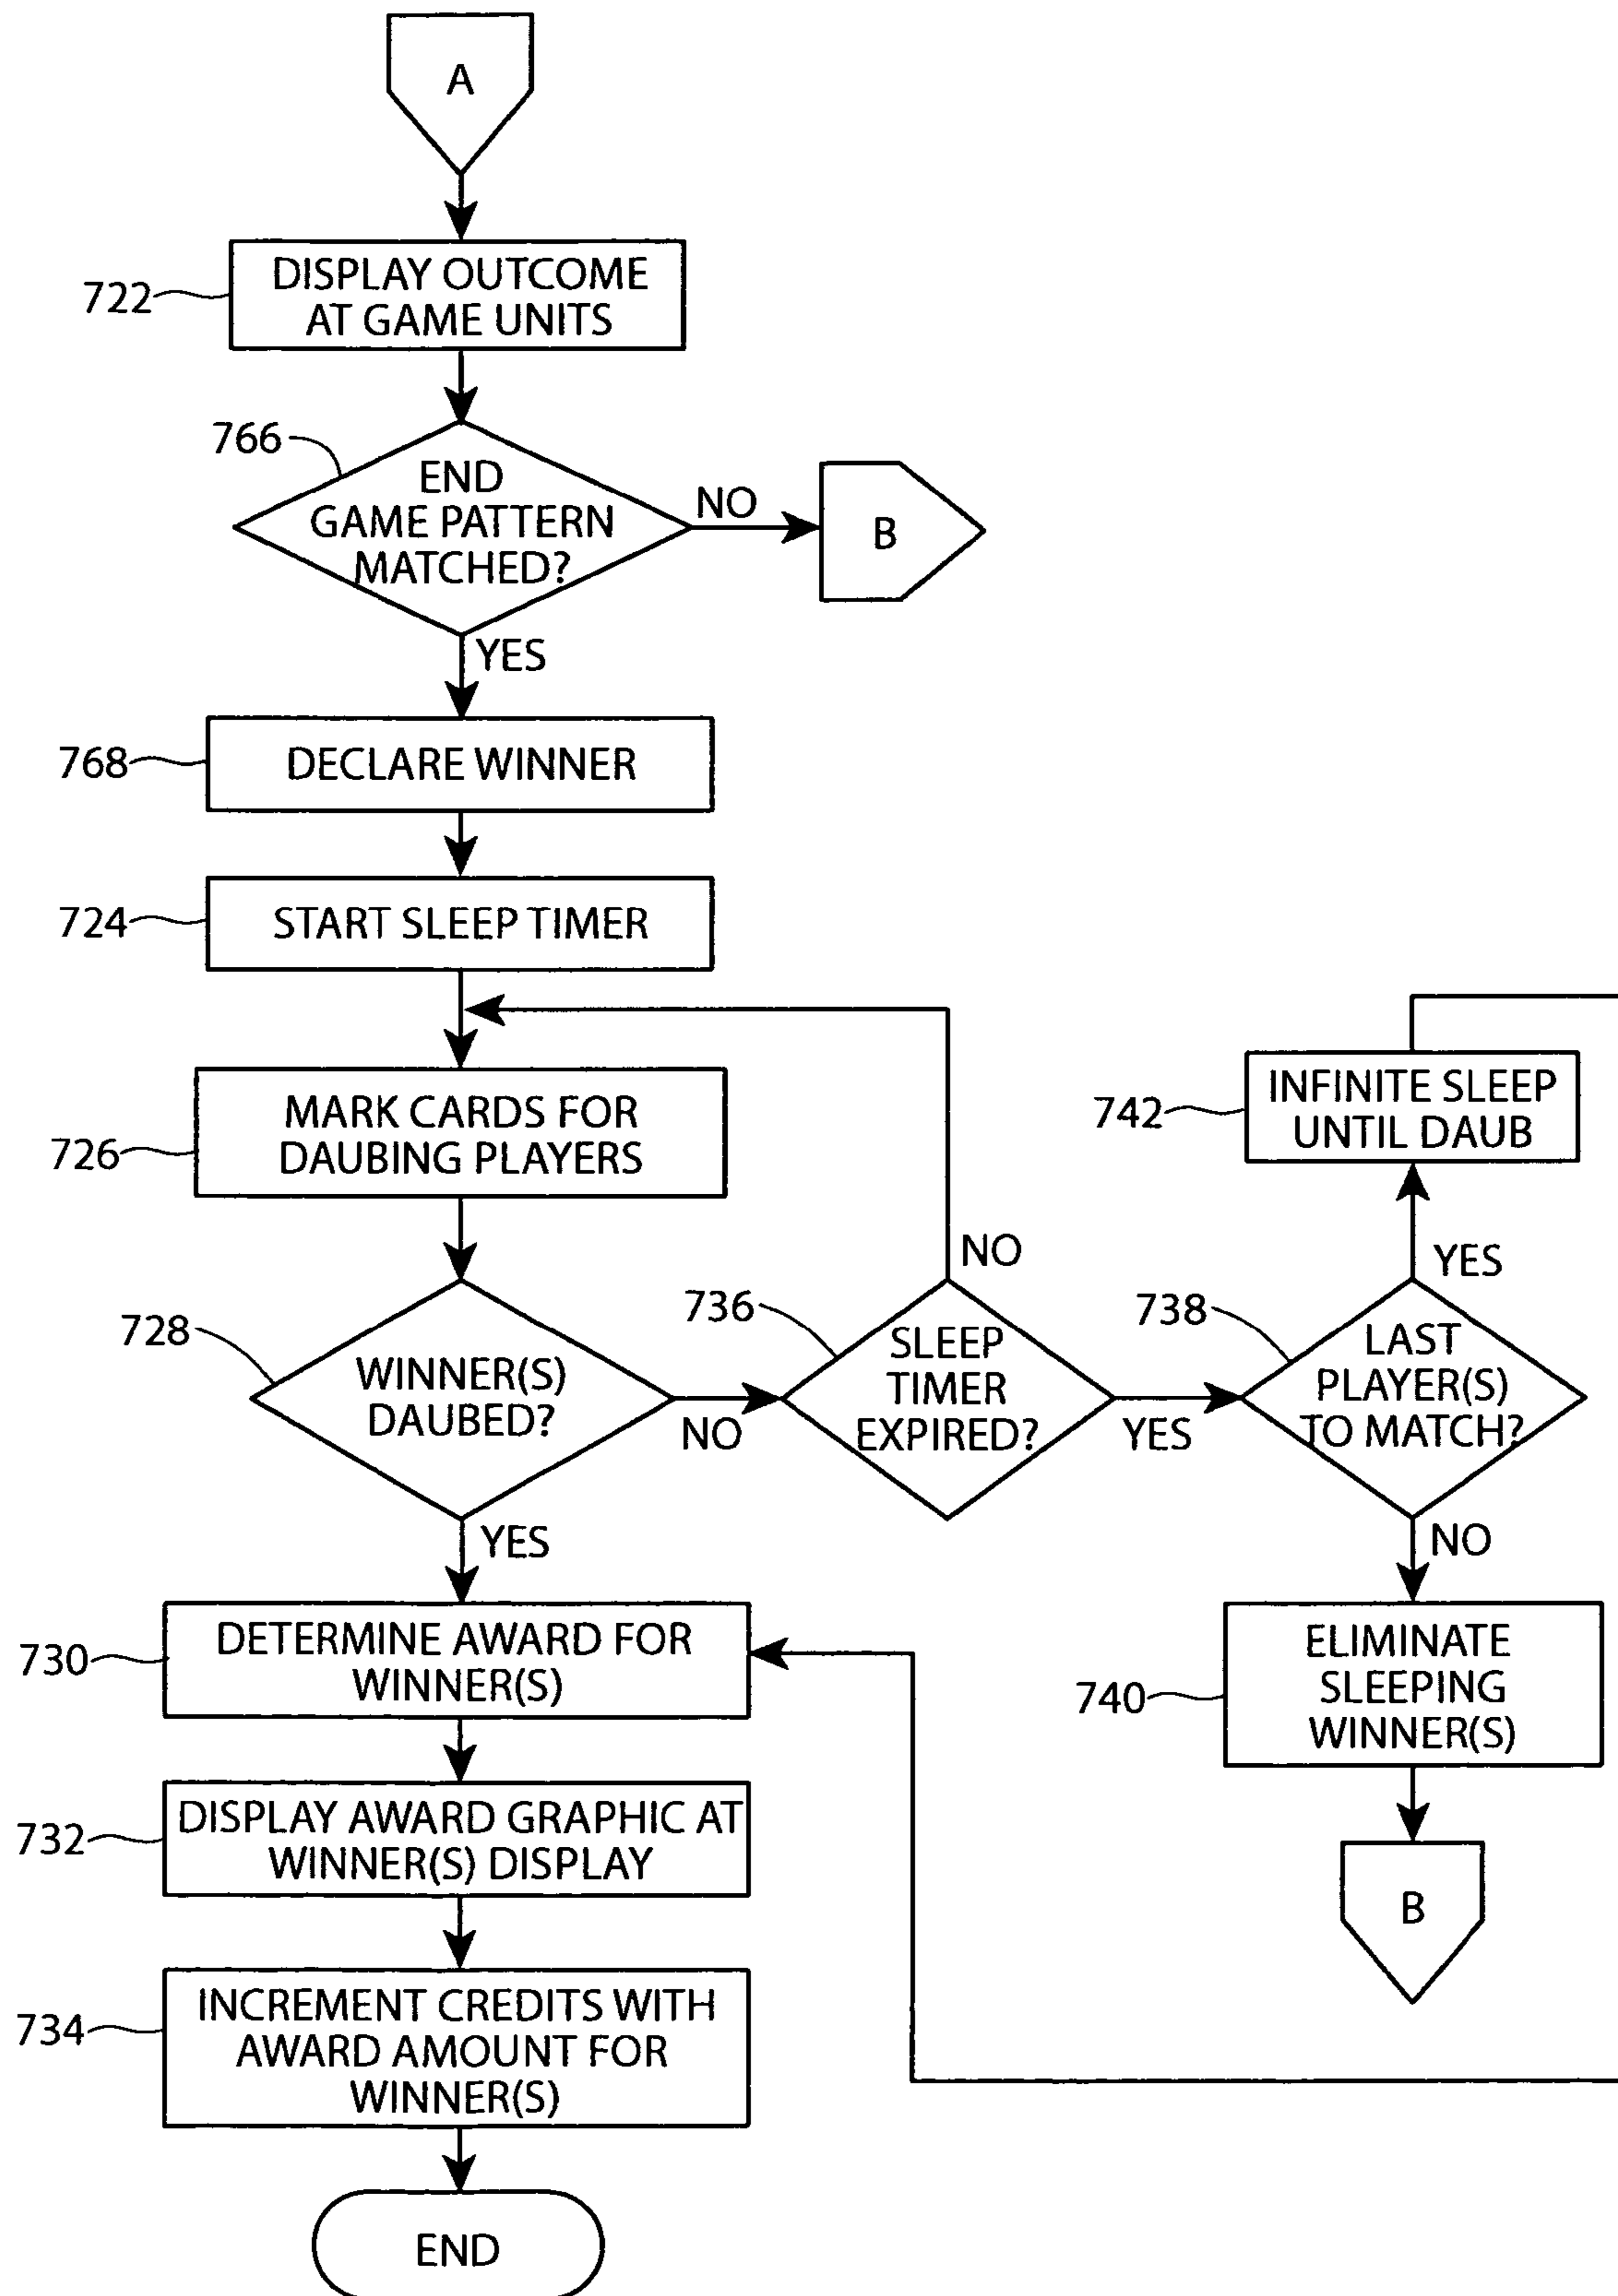 A
722
DISPLAY OUTCOME
AT GAME UNITS
766
END
GAME PATTERN
MATCHED?
NO
B
YES
768
DECLARE WINNER
724
START SLEEP TIMER
726
MARK CARDS FOR
DAUBING PLAYERS
742
INFINITE SLEEP
UNTIL DAUB
728
WINNER(S)
DAUBED?
NO
736
SLEEP
TIMER
EXPIRED?
NO
YES
738
LAST
PLAYER(S)
TO MATCH?
YES
NO
YES
730
DETERMINE AWARD FOR
WINNER(S)
740
ELIMINATE
SLEEPING
WINNER(S)
B
732
DISPLAY AWARD GRAPHIC AT
WINNER(S) DISPLAY
734
INCREMENT CREDITS WITH
AWARD AMOUNT FOR
WINNER(S)
END